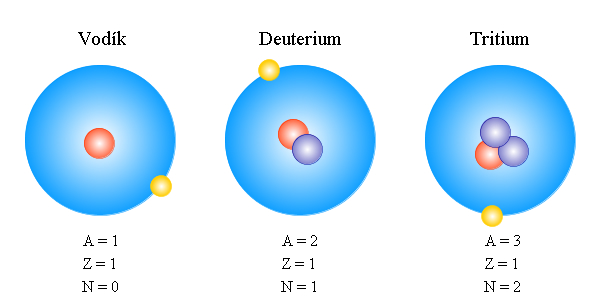 Vodík
Deuterium
Tritium
A = 1
Z = 1
N = 0
A = 2
Z = 1
N = 1
A = 3
Z = 1
N = 2